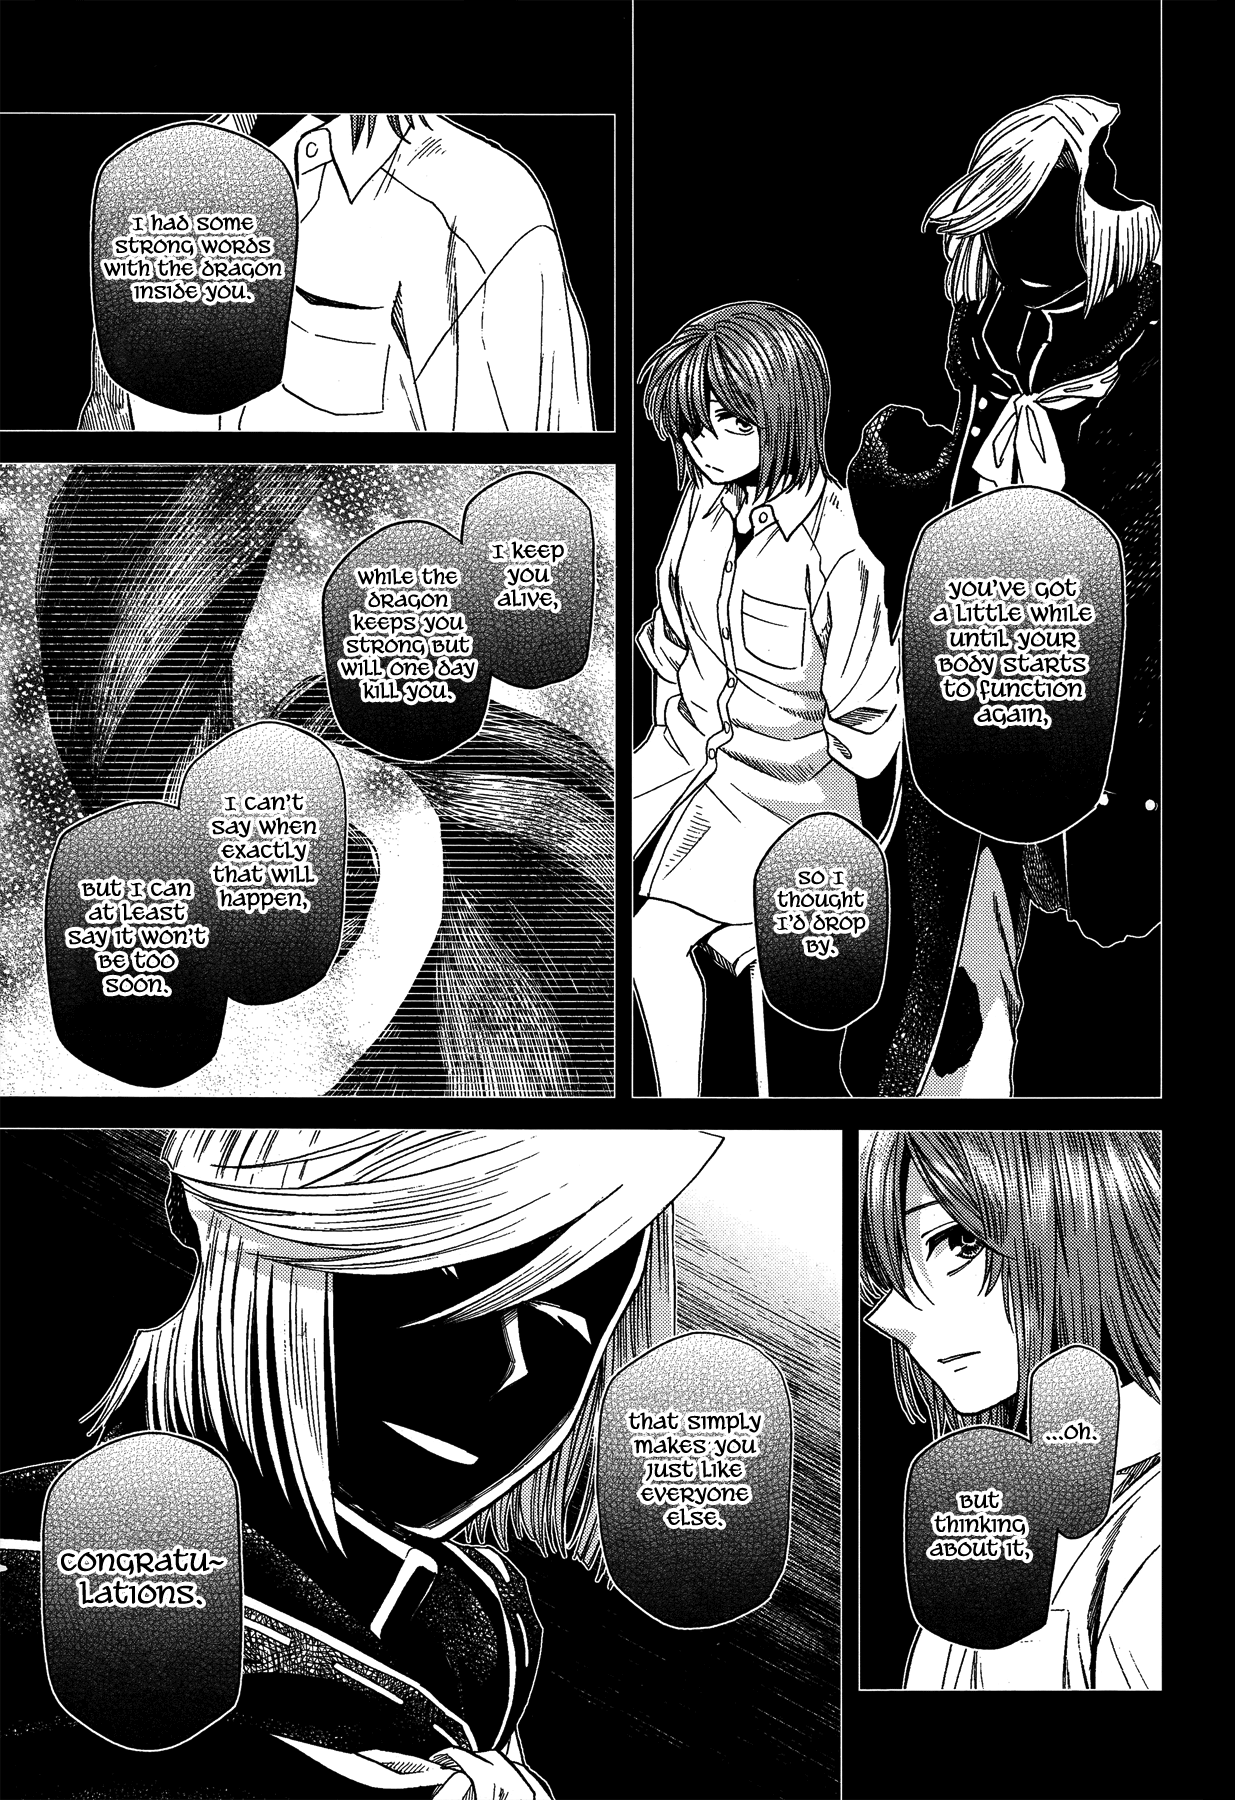 YOU'VE GOT
A LITTLE WHILE
UNTIL YOUR
BODY STARTS
TO FUNCTION
AGAIN,
SO I
THOUGHT
I'D DROP
BY.
I HAD SOME
STRONG WORDS
WITH THE DRAGON
INSIDE YOU.
I KEEP
YOU
ALIVE,
WHILE THE
DRAGON
KEEPS YOU
STRONG BUT
WILL ONE DAY
KILL YOU.
I CAN'T
SAY WHEN
EXACTLY
THAT WILL
HAPPEN,
BUT I CAN
AT LEAST
SAY IT WON'T
BE TOO
SOON.
...OH.
BUT
THINKING
ABOUT IT,
THAT SIMPLY
MAKES YOU
JUST LIKE
EVERYONE
ELSE.
CONGRATU~
LATIONS.